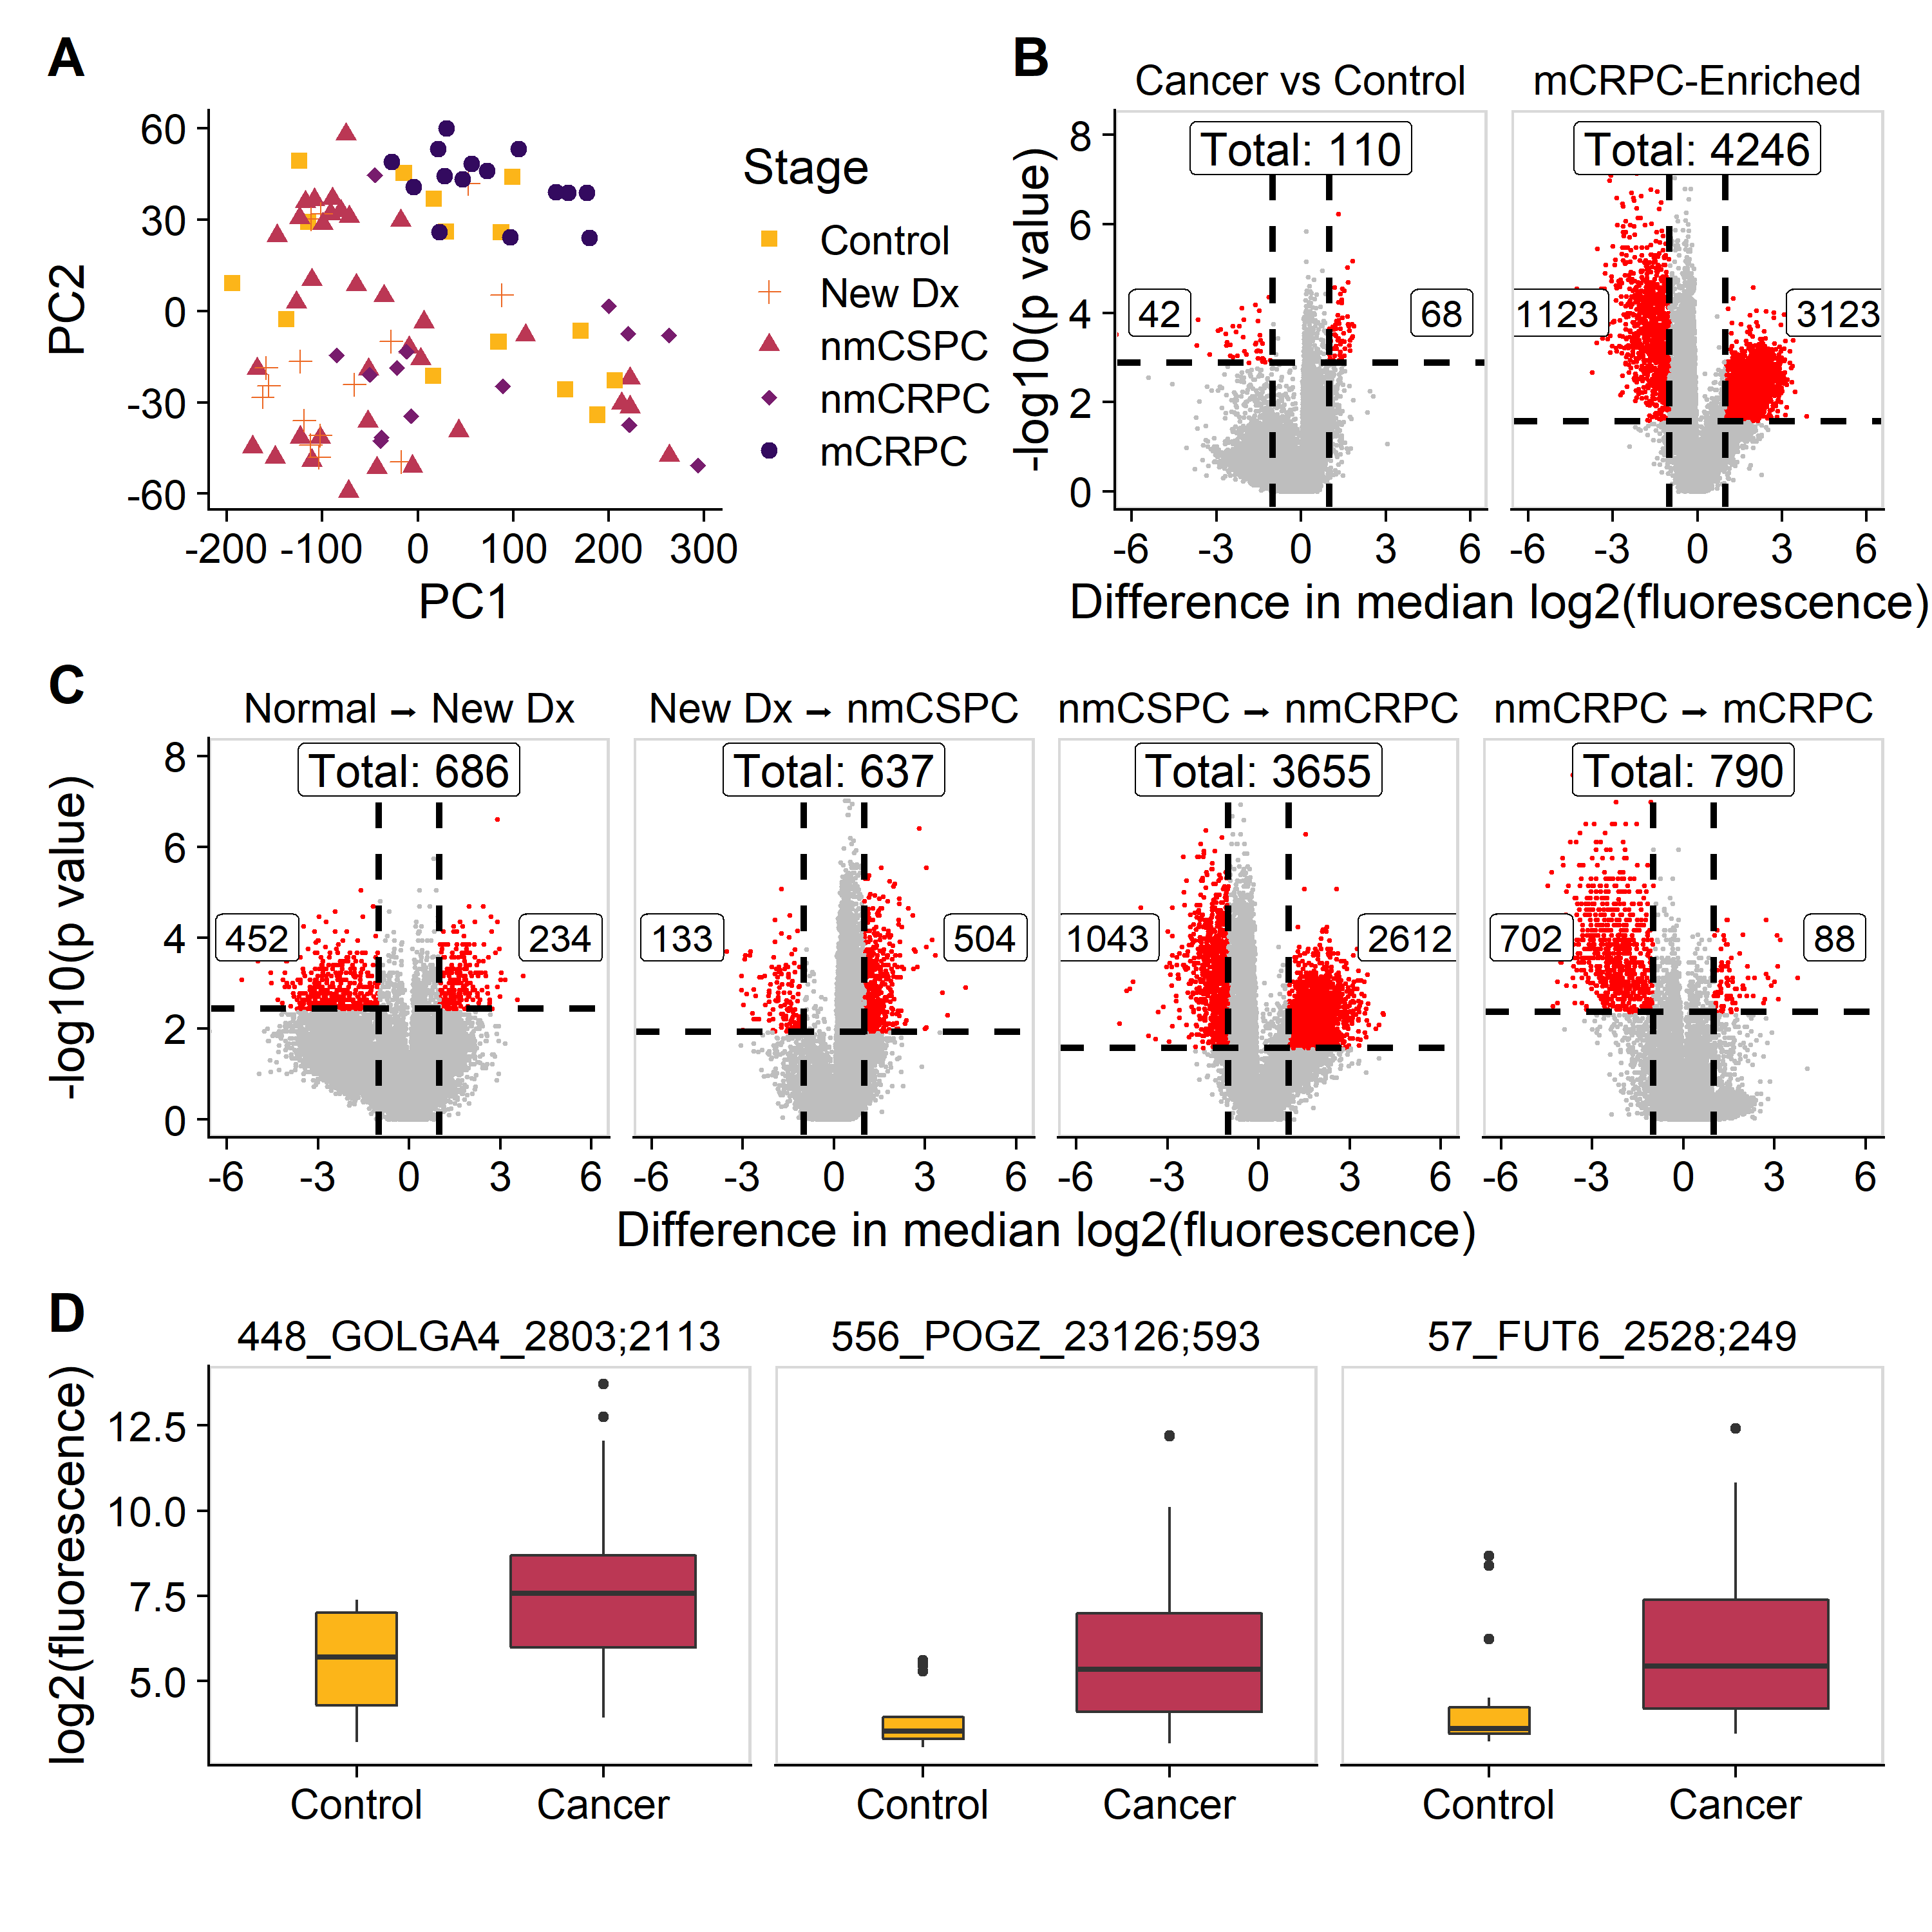 A
60
30
0
-30
-60
PC2
-200 -100 0 100 200 300
PC1
Stage
Control
New Dx
nmCSPC
nmCRPC
mCRPC
B
Cancer vs Control
mCRPC-Enriched
Total: 110
Total: 4246
42
68
1123
3123
8
6
4
2
0
-log10(p value)
-6 -3 0 3 6
-6 -3 0 3 6
Difference in median log2(fluorescence)
C
Normal → New Dx
New Dx → nmCSPC
nmCSPC → nmCRPC
nmCRPC → mCRPC
Total: 686
Total: 637
Total: 3655
Total: 790
452
234
133
504
1043
2612
702
88
8
6
4
2
0
-log10(p value)
-6 -3 0 3 6
-6 -3 0 3 6
-6 -3 0 3 6
-6 -3 0 3 6
Difference in median log2(fluorescence)
D
448_GOLGA4_2803;2113
556_POGZ_23126;593
57_FUT6_2528;249
12.5
10.0
7.5
5.0
log2(fluorescence)
Control Cancer
Control Cancer
Control Cancer